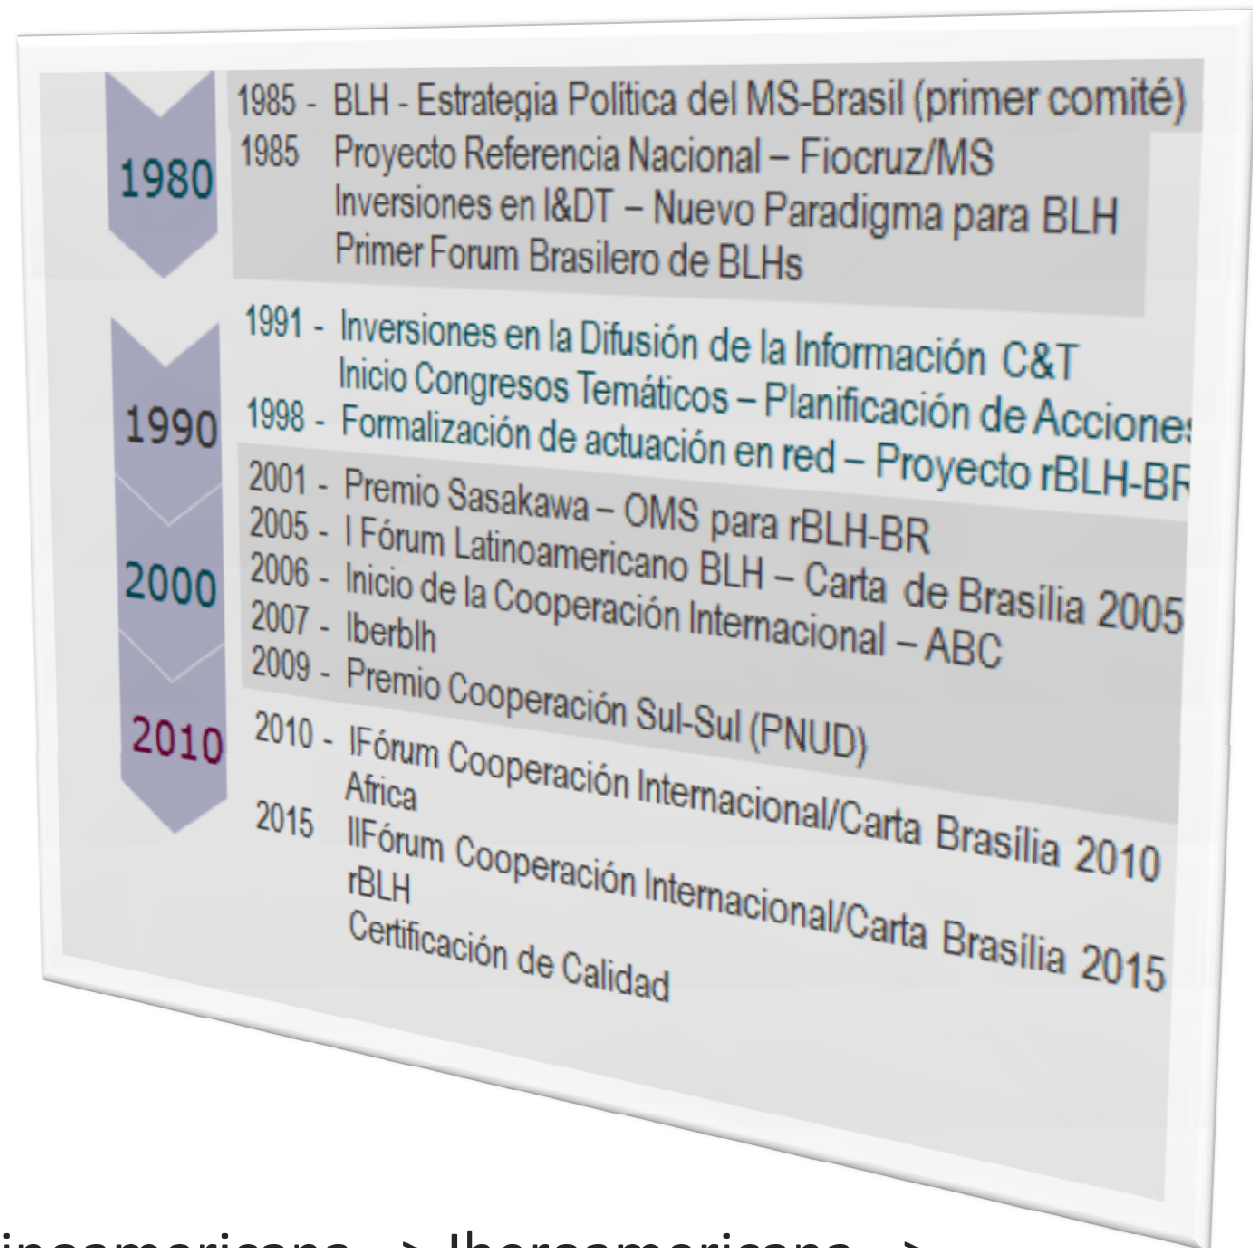 1980
1985 - BLH - Estrategia Política del MS-Brasil (primer comité)
1985 Proyecto Referencia Nacional – Fiocruz/MS
Inversiones en I&DT – Nuevo Paradigma para BLH
Primer Forum Brasilero de BLHs
1990
1991 - Inversiones en la Difusión de la Información C&T
Inicio Congresos Temáticos – Planificación de Acciones
1998 - Formalización de actuación en red – Proyecto rBLH-BR
2000
2001 - Premio Sasakawa – OMS para rBLH-BR
2005 - I Fórum Latinoamericano BLH – Carta de Brasília 2005
2006 - Inicio de la Cooperación Internacional – ABC
2007 - Iberblh
2009 - Premio Cooperación Sul-Sul (PNUD)
2010
2010 - IFórum Cooperación Internacional/Carta Brasília 2010
Africa
2015 IIFórum Cooperación Internacional/Carta Brasília 2015
rBLH
Certificación de Calidad